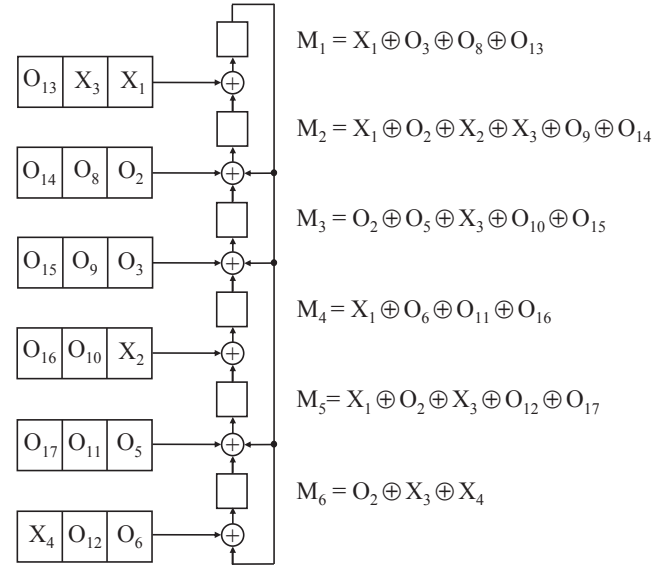 M₁ = X₁ ⊕ O₃ ⊕ O₈ ⊕ O₁₃
O₁₃ X₃ X₁
M₂ = X₁ ⊕ O₂ ⊕ X₂ ⊕ X₃ ⊕ O₉ ⊕ O₁₄
O₁₄ O₈ O₂
M₃ = O₂ ⊕ O₅ ⊕ X₃ ⊕ O₁₀ ⊕ O₁₅
O₁₅ O₉ O₃
M₄ = X₁ ⊕ O₆ ⊕ O₁₁ ⊕ O₁₆
O₁₆ O₁₀ X₂
M₅= X₁ ⊕ O₂ ⊕ X₃ ⊕ O₁₂ ⊕ O₁₇
O₁₇ O₁₁ O₅
M₆ = O₂ ⊕ X₃ ⊕ X₄
X₄ O₁₂ O₆